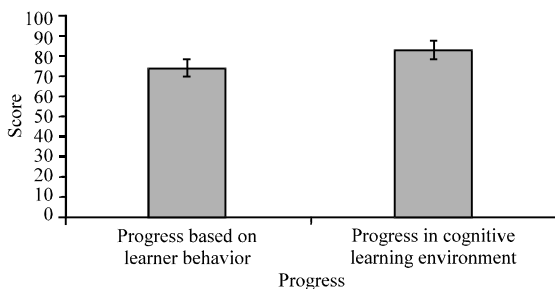 100
90
80
70
60
50
40
30
20
10
0
Score
Progress based on
learner behavior
Progress in cognitive
learning environment
Progress